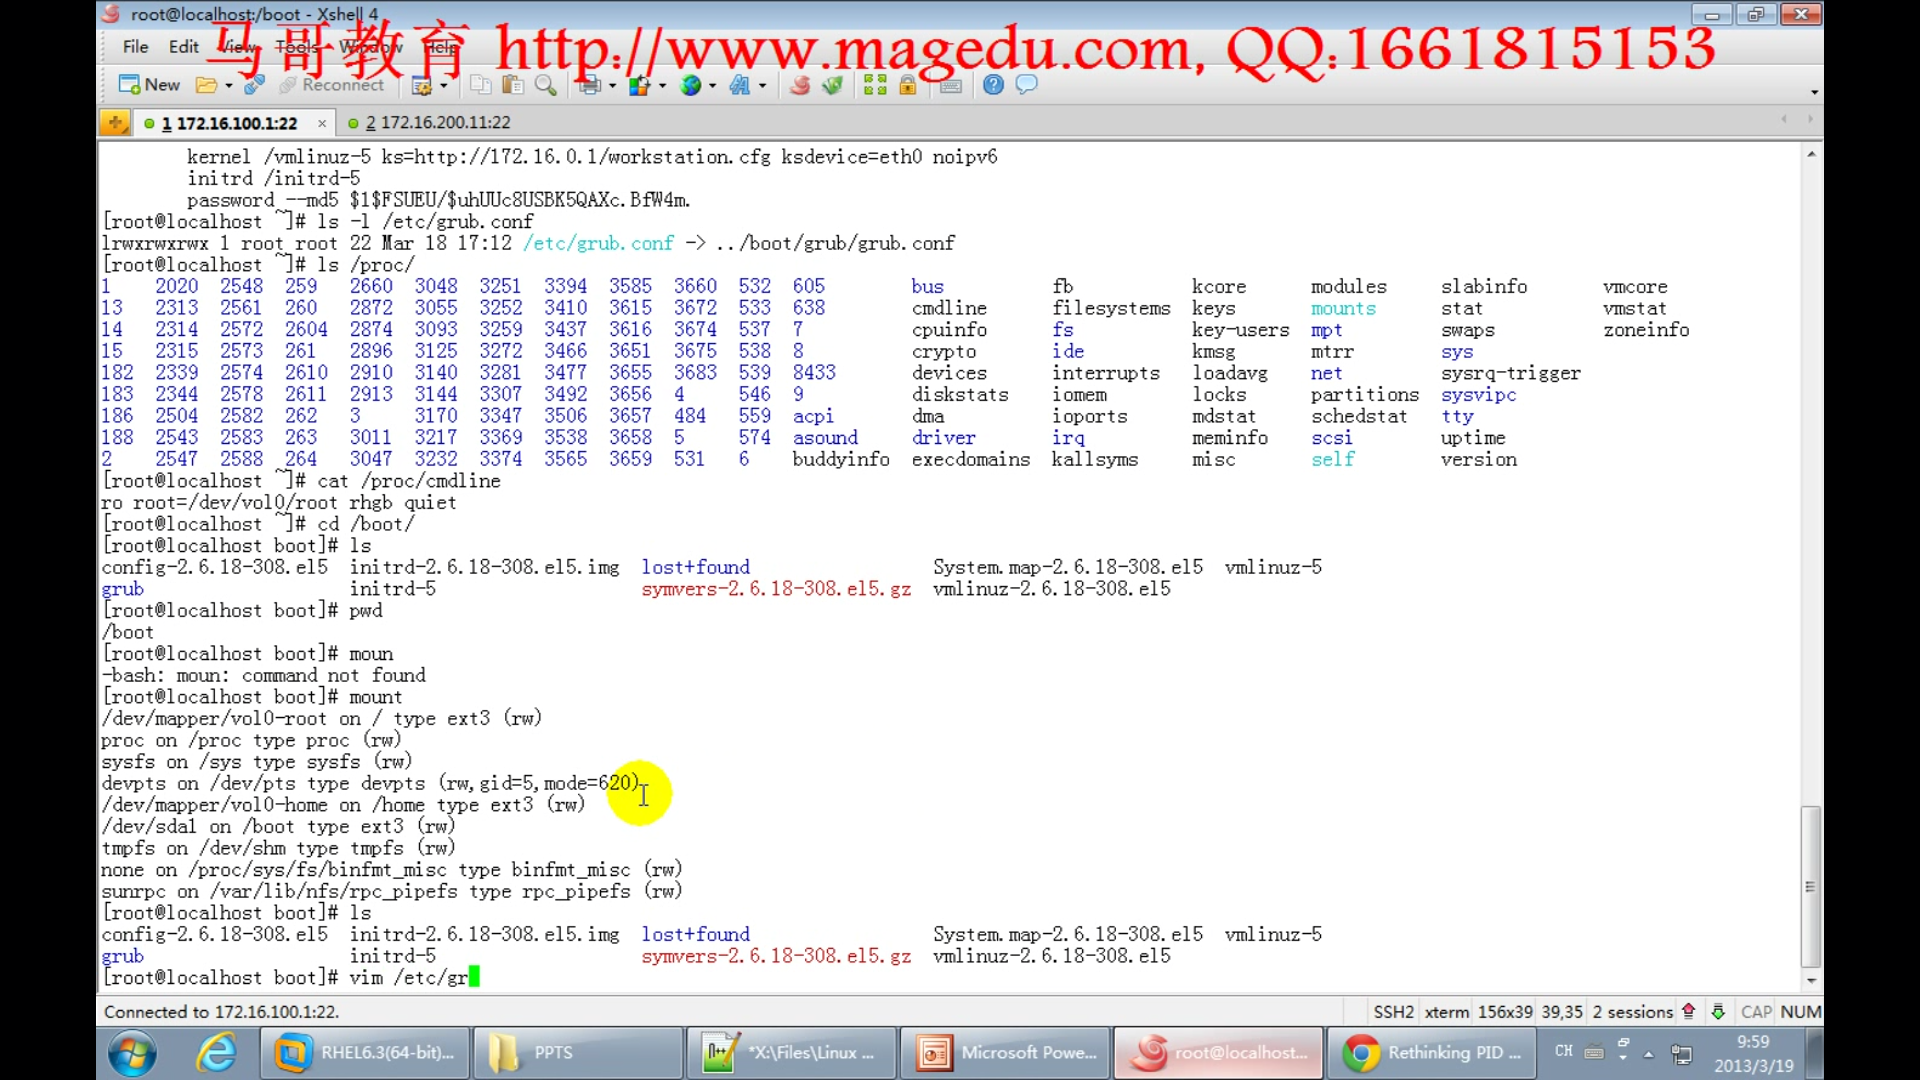 root@localhost:/boot - Xshell 4
File Edit View Tools Window Help
马哥教育 http://www.magedu.com, QQ:1661815153
New Reconnect
1 172.16.100.1:22 × 2 172.16.200.11:22
kernel /vmlinuz-5 ks=http://172.16.0.1/workstation.cfg ksdevice=eth0 noipv6
initrd /initrd-5
password --md5 $1$FSUEU/$uhUUc8USBK5QAXc.BfW4m.
[root@localhost ~]# ls -l /etc/grub.conf
lrwxrwxrwx 1 root root 22 Mar 18 17:12 /etc/grub.conf -> ../boot/grub/grub.conf
[root@localhost ~]# ls /proc/
1 2020 2548 259 2660 3048 3251 3394 3585 3660 532 605 bus fb kcore modules slabinfo vmcore
13 2313 2561 260 2872 3055 3252 3410 3615 3672 533 638 cmdline filesystems keys mounts stat vmstat
14 2314 2572 2604 2874 3093 3259 3437 3616 3674 537 7 cpuinfo fs key-users mpt swaps zoneinfo
15 2315 2573 261 2896 3125 3272 3466 3651 3675 538 8 crypto ide kmsg mtrr sys
182 2339 2574 2610 2910 3140 3281 3477 3655 3683 539 8433 devices interrupts loadavg net sysrq-trigger
183 2344 2578 2611 2913 3144 3307 3492 3656 4 546 9 diskstats iomem locks partitions sysvipc
186 2504 2582 262 3 3170 3347 3506 3657 484 559 acpi dma ioports mdstat schedstat tty
188 2543 2583 263 3011 3217 3369 3538 3658 5 574 asound driver irq meminfo scsi uptime
2 2547 2588 264 3047 3232 3374 3565 3659 531 6 buddyinfo execdomains kallsyms misc self version
[root@localhost ~]# cat /proc/cmdline
ro root=/dev/vol0/root rhgb quiet
[root@localhost ~]# cd /boot/
[root@localhost boot]# ls
config-2.6.18-308.el5 initrd-2.6.18-308.el5.img lost+found System.map-2.6.18-308.el5 vmlinuz-5
grub initrd-5 symvers-2.6.18-308.el5.gz vmlinuz-2.6.18-308.el5
[root@localhost boot]# pwd
/boot
[root@localhost boot]# moun
-bash: moun: command not found
[root@localhost boot]# mount
/dev/mapper/vol0-root on / type ext3 (rw)
proc on /proc type proc (rw)
sysfs on /sys type sysfs (rw)
devpts on /dev/pts type devpts (rw,gid=5,mode=620)
/dev/mapper/vol0-home on /home type ext3 (rw)
/dev/sda1 on /boot type ext3 (rw)
tmpfs on /dev/shm type tmpfs (rw)
none on /proc/sys/fs/binfmt_misc type binfmt_misc (rw)
sunrpc on /var/lib/nfs/rpc_pipefs type rpc_pipefs (rw)
[root@localhost boot]# ls
config-2.6.18-308.el5 initrd-2.6.18-308.el5.img lost+found System.map-2.6.18-308.el5 vmlinuz-5
grub initrd-5 symvers-2.6.18-308.el5.gz vmlinuz-2.6.18-308.el5
[root@localhost boot]# vim /etc/gr
Connected to 172.16.100.1:22. SSH2 xterm 156x39 39,35 2 sessions CAP NUM
RHEL6.3(64-bit)... PPTS *X:\Files\Linux ... Microsoft Powe... root@localhost... Rethinking PID ... CH 9:59
2013/3/19